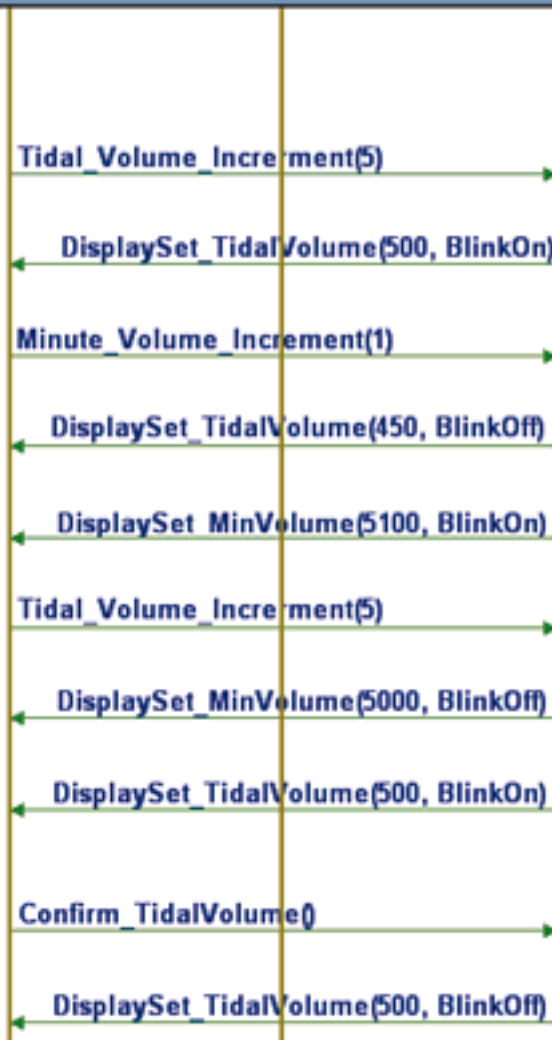 Tidal_Volume_Increment(5)
DisplaySet_TidalVolume(500, BlinkOn)
Minute_Volume_Increment(1)
DisplaySet_TidalVolume(450, BlinkOff)
DisplaySet_MinVolume(5100, BlinkOn)
Tidal_Volume_Increment(5)
DisplaySet_MinVolume(5000, BlinkOff)
DisplaySet_TidalVolume(500, BlinkOn)
Confirm_TidalVolume()
DisplaySet_TidalVolume(500, BlinkOff)